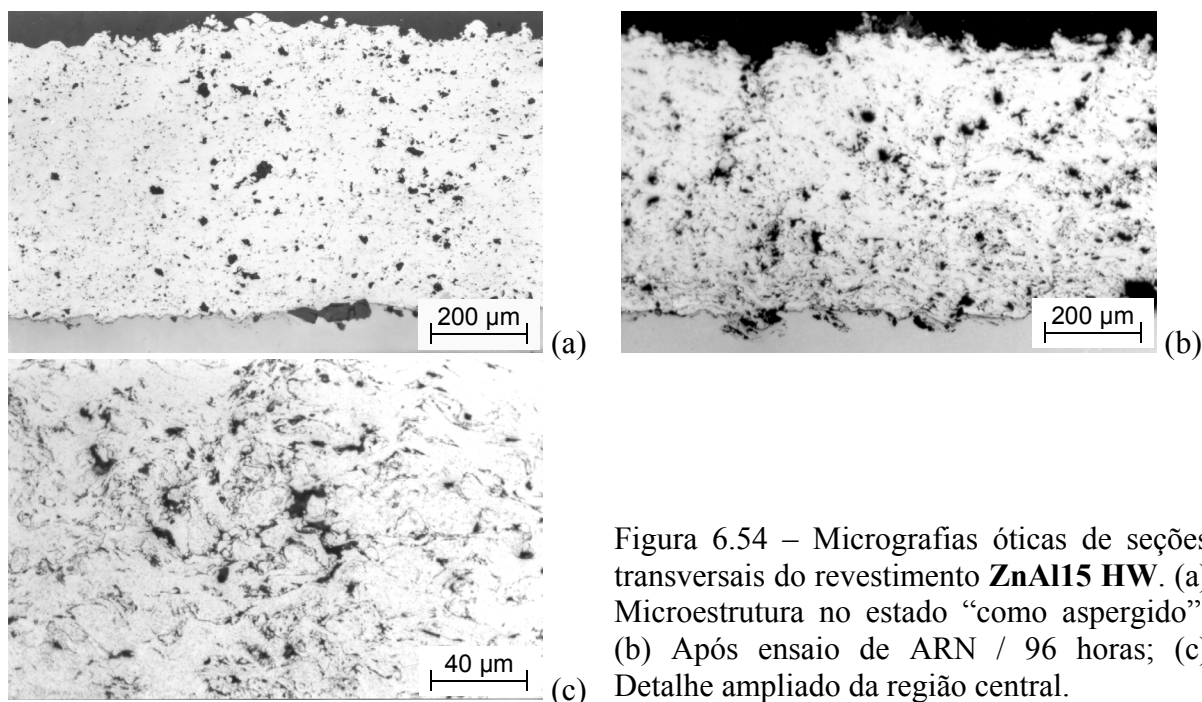 200 µm
(a)
200 µm
(b)
40 µm
(c)
Figura 6.54 – Micrografias óticas de seções
transversais do revestimento ZnAl15 HW. (a)
Microestrutura no estado “como aspergido”
(b) Após ensaio de ARN / 96 horas; (c)
Detalhe ampliado da região central.